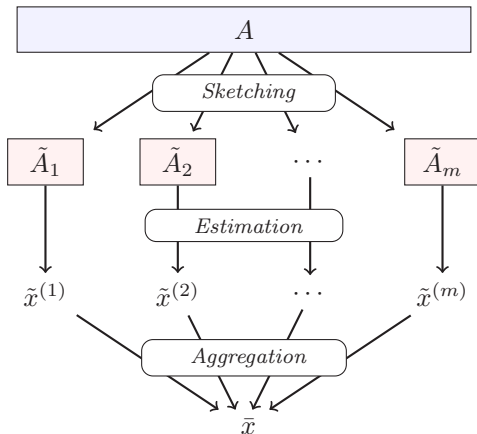 A
Sketching
Ã₁ Ã₂ ⋯ Ãₘ
Estimation
x̃⁽¹⁾ x̃⁽²⁾ ⋯ x̃⁽ᵐ⁾
Aggregation
x̄